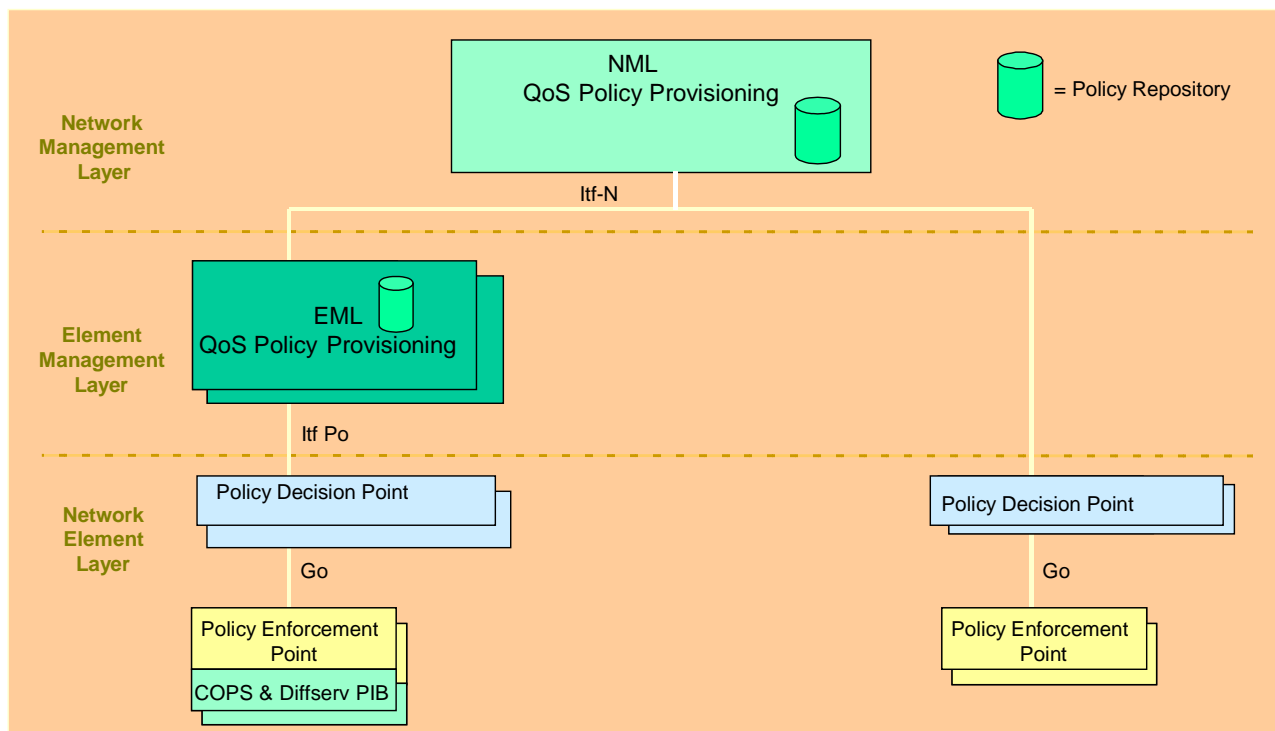 NML
QoS Policy Provisioning
= Policy Repository
Network
Management
Layer
Itf-N
EML
QoS Policy Provisioning
Element
Management
Layer
Itf Po
Policy Decision Point
Policy Decision Point
Network
Element
Layer
Go
Go
Policy Enforcement
Point
Policy Enforcement
Point
COPS & Diffserv PIB